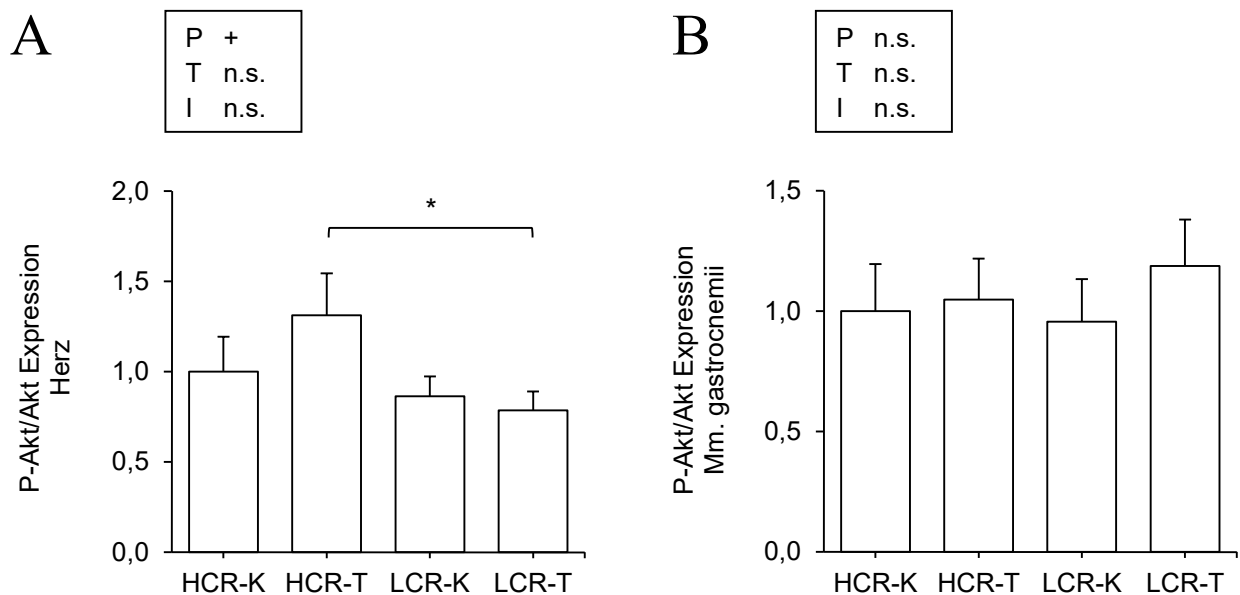 A
P +
T n.s.
I n.s.
2,0
1,5
1,0
0,5
0,0
P-Akt/Akt Expression
Herz
*
HCR-K HCR-T LCR-K LCR-T
B
P n.s.
T n.s.
I n.s.
1,5
1,0
0,5
0,0
P-Akt/Akt Expression
Mm. gastrocnemii
HCR-K HCR-T LCR-K LCR-T